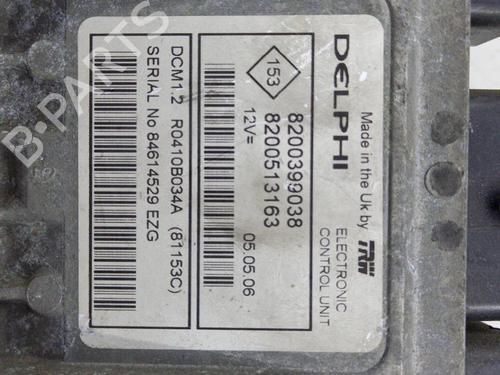 DELPHI
Made in the Uk by TRW
ELECTRONIC
CONTROL UNIT
153
8200399038
8200513163
12V=
05.05.06
DCM1.2 R0410B034A (81153C)
SERIAL No 84614529 EZG
B-PARTS